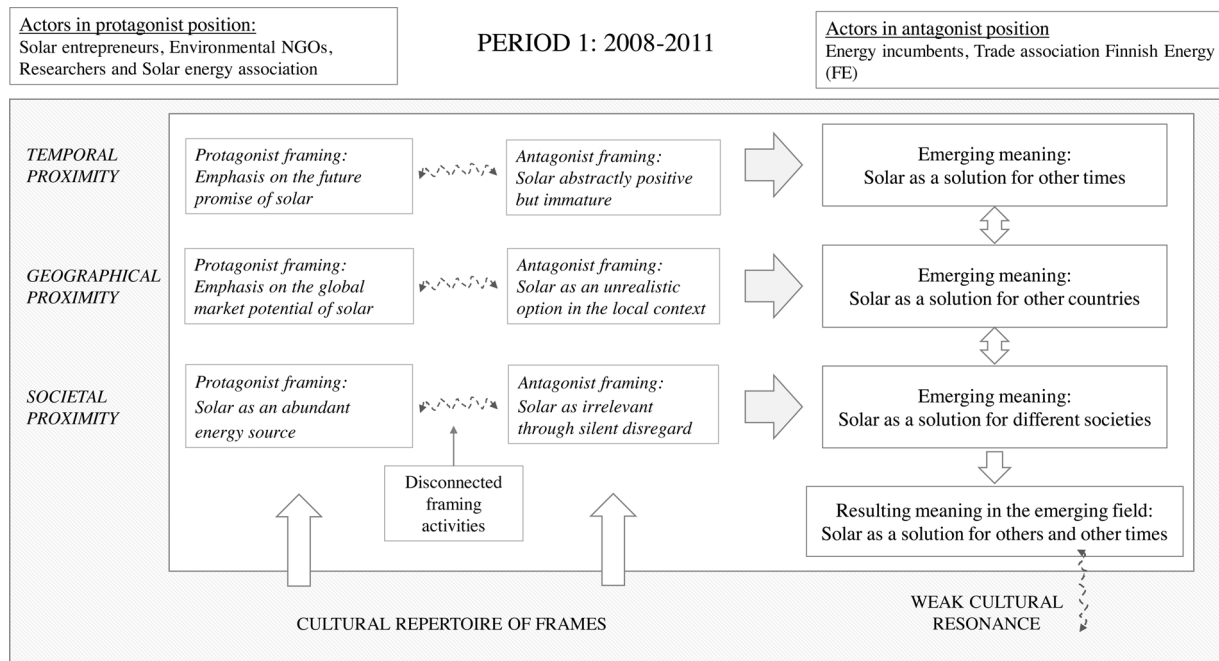 Actors in protagonist position:
Solar entrepreneurs, Environmental NGOs,
Researchers and Solar energy association
PERIOD 1: 2008-2011
Actors in antagonist position
Energy incumbents, Trade association Finnish Energy
(FE)
TEMPORAL
PROXIMITY
Protagonist framing:
Emphasis on the future
promise of solar
Antagonist framing:
Solar abstractly positive
but immature
Emerging meaning:
Solar as a solution for other times
GEOGRAPHICAL
PROXIMITY
Protagonist framing:
Emphasis on the global
market potential of solar
Antagonist framing:
Solar as an unrealistic
option in the local context
Emerging meaning:
Solar as a solution for other countries
SOCIETAL
PROXIMITY
Protagonist framing:
Solar as an abundant
energy source
Antagonist framing:
Solar as irrelevant
through silent disregard
Emerging meaning:
Solar as a solution for different societies
Disconnected
framing
activities
Resulting meaning in the emerging field:
Solar as a solution for others and other times
CULTURAL REPERTOIRE OF FRAMES
WEAK CULTURAL
RESONANCE